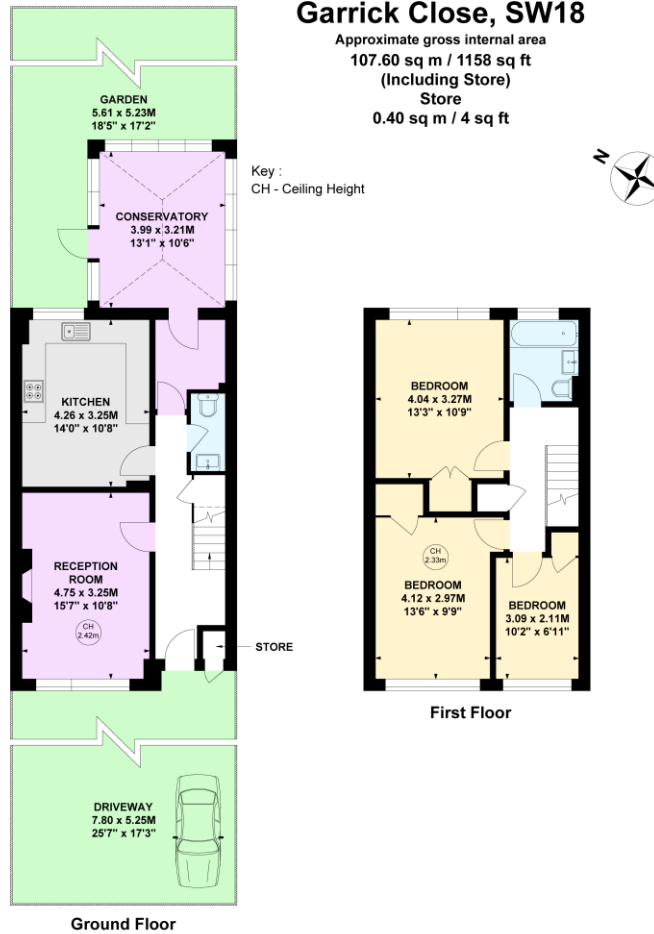 Garrick Close, SW18
Approximate gross internal area
107.60 sq m / 1158 sq ft
(Including Store)
Store
0.40 sq m / 4 sq ft
N
Key :
CH - Ceiling Height
GARDEN
5.61 x 5.23M
18'5" x 17'2"
CONSERVATORY
3.99 x 3.21M
13'1" x 10'6"
KITCHEN
4.26 x 3.25M
14'0" x 10'8"
RECEPTION
ROOM
4.75 x 3.25M
15'7" x 10'8"
CH
2.42m
STORE
DRIVEWAY
7.80 x 5.25M
25'7" x 17'3"
Ground Floor
BEDROOM
4.04 x 3.27M
13'3" x 10'9"
CH
2.33m
BEDROOM
4.12 x 2.97M
13'6" x 9'9"
BEDROOM
3.09 x 2.11M
10'2" x 6'11"
First Floor